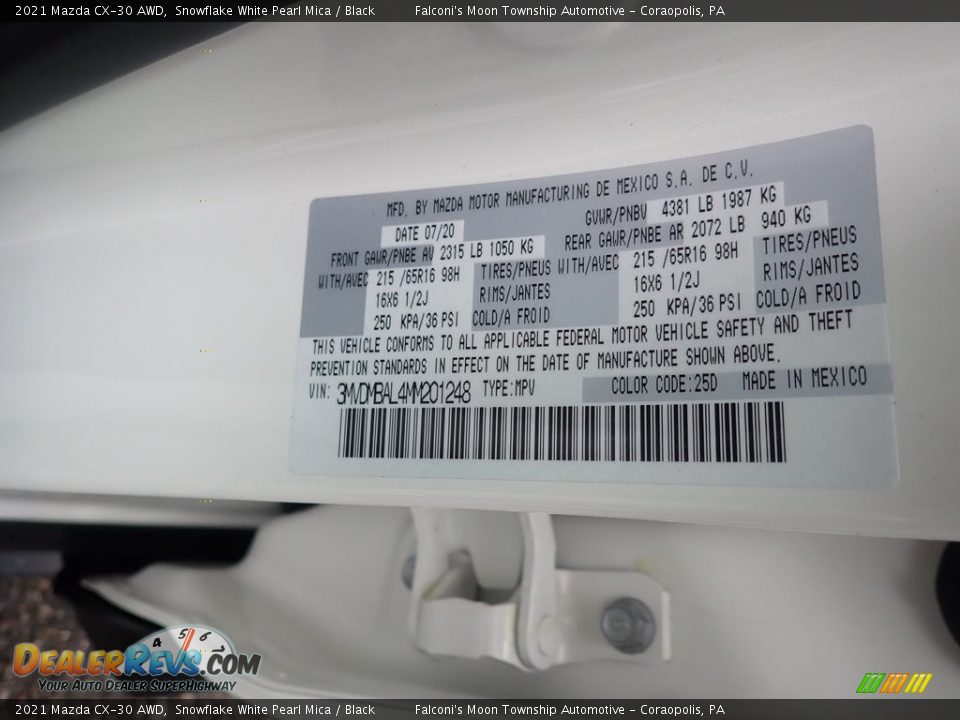 2021 Mazda CX-30 AWD, Snowflake White Pearl Mica / Black Falconi's Moon Township Automotive - Coraopolis, PA
MFD. BY MAZDA MOTOR MANUFACTURING DE MEXICO S.A. DE C.V.
DATE 07/20 GVWR/PNBV 4381 LB 1987 KG
FRONT GAWR/PNBE AV 2315 LB 1050 KG REAR GAWR/PNBE AR 2072 LB 940 KG
WITH/AVEC 215 /65R16 98H TIRES/PNEUS WITH/AVEC 215 /65R16 98H TIRES/PNEUS
16X6 1/2J RIMS/JANTES 16X6 1/2J RIMS/JANTES
250 KPA/36 PSI COLD/A FROID 250 KPA/36 PSI COLD/A FROID
THIS VEHICLE CONFORMS TO ALL APPLICABLE FEDERAL MOTOR VEHICLE SAFETY AND THEFT
PREVENTION STANDARDS IN EFFECT ON THE DATE OF MANUFACTURE SHOWN ABOVE.
VIN: 3MVDMBAL4MM201248 TYPE:MPV COLOR CODE:25D MADE IN MEXICO
4 5 6
DEALERREVS.COM
YOUR AUTO DEALER SUPERHIGHWAY
2021 Mazda CX-30 AWD, Snowflake White Pearl Mica / Black Falconi's Moon Township Automotive - Coraopolis, PA